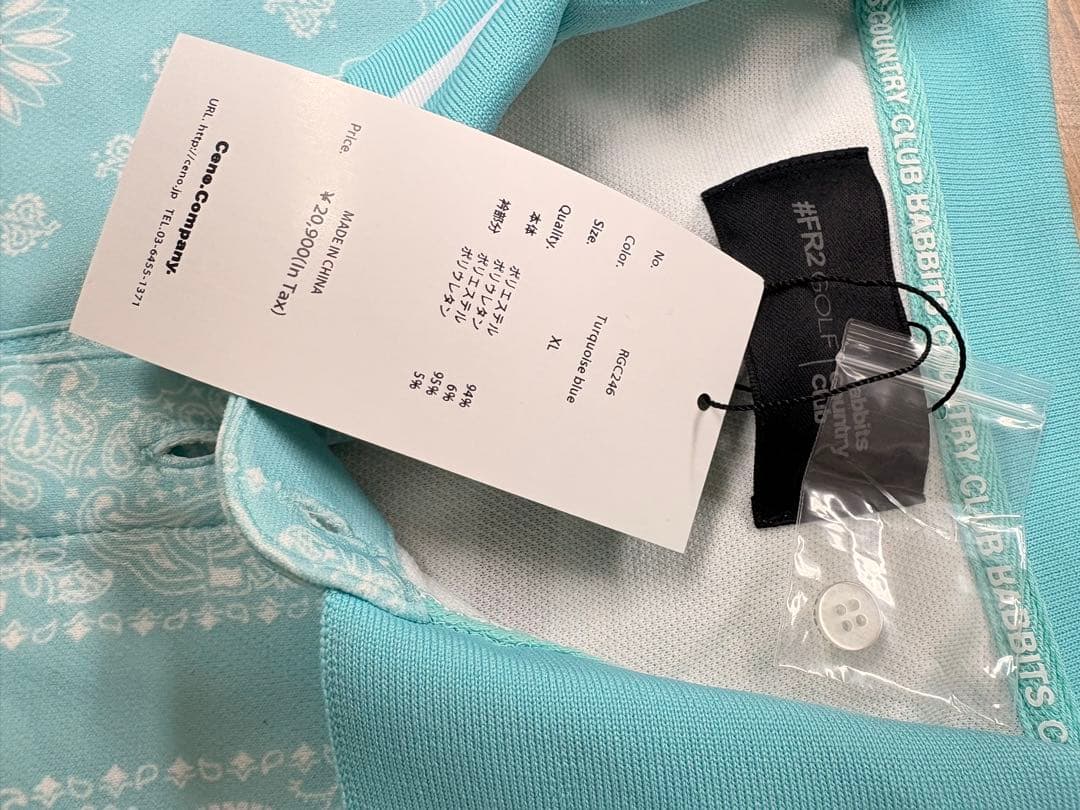 No. RGC246
Color. Turquoise blue
Size. XL
Quality.
本体 ポリエステル 94%
ポリウレタン 6%
衿部分 ポリエステル 95%
ポリウレタン 5%
MADE IN CHINA
Price. ¥20,900(In Tax)
Ceno.Company.
URL. http://ceno.jp TEL.03-6455-1371
#FR2 GOLF
Rabbits
Country
Club
S COUNTRY CLUB RABBITS C
TRY CLUB RABBITS C